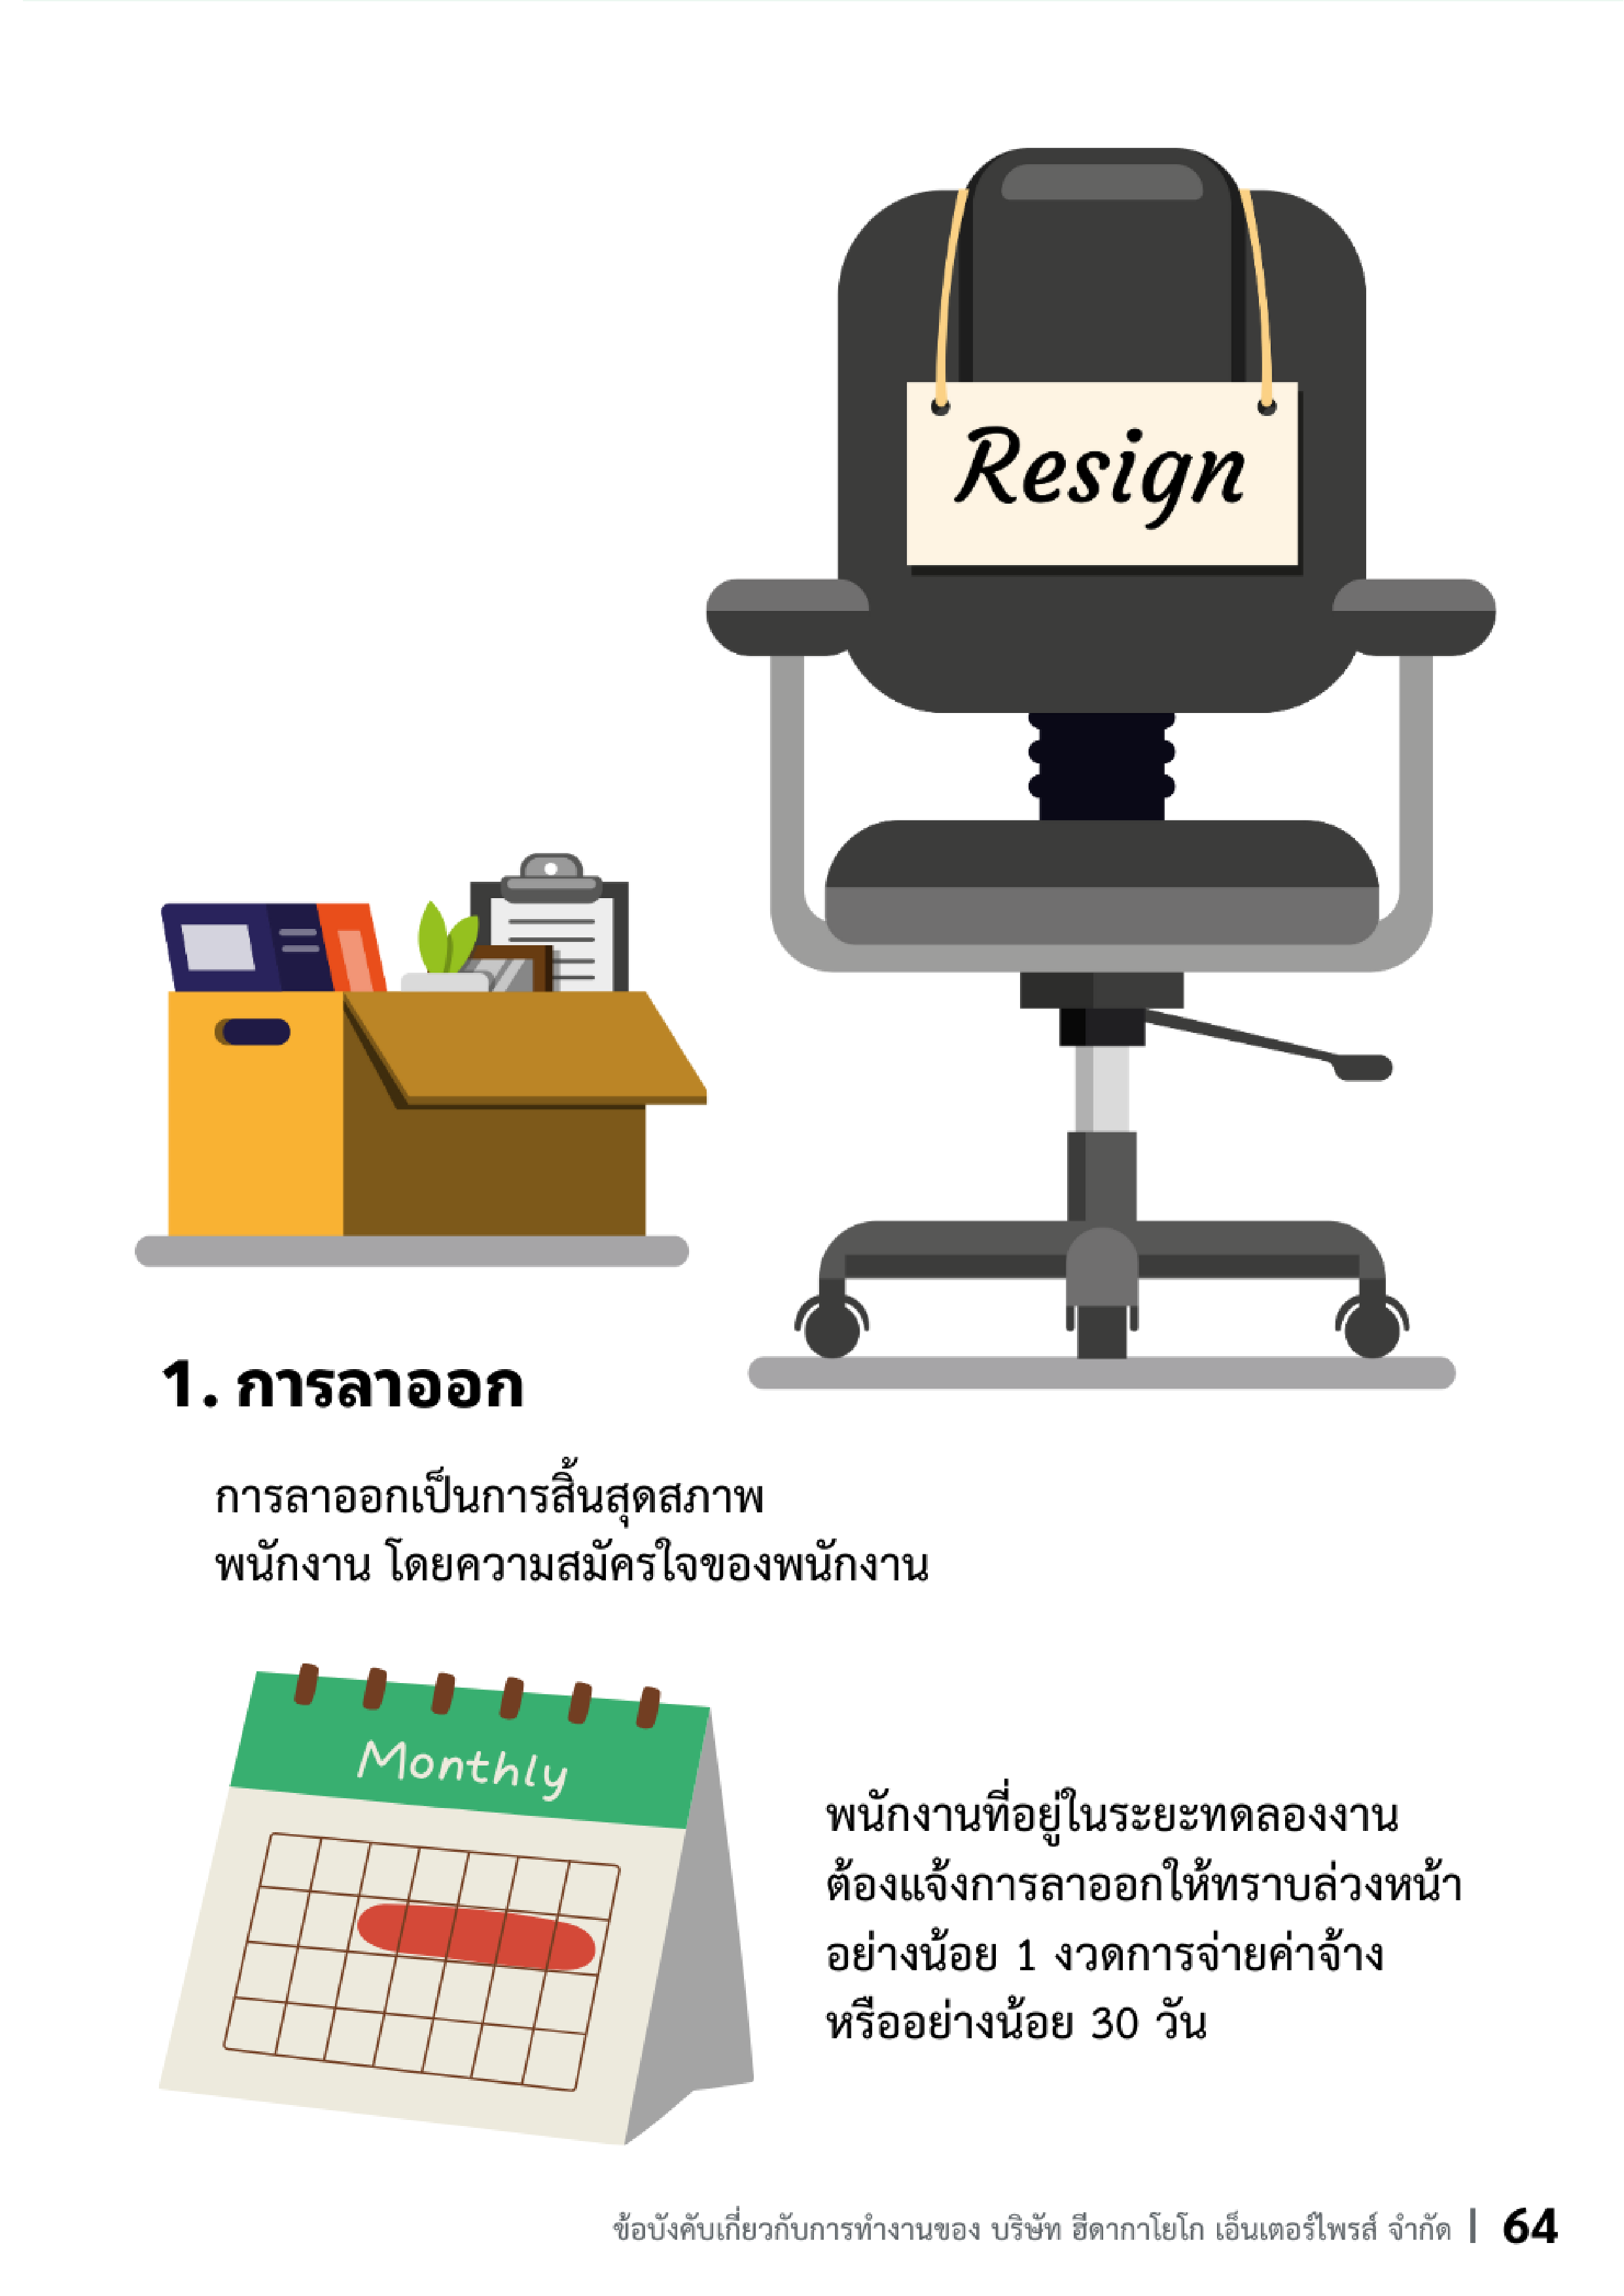 Resign
1. การลาออก
การลาออกเป็นการสิ้นสุดสภาพ
พนักงาน โดยความสมัครใจของพนักงาน
Monthly
พนักงานที่อยู่ในระยะทดลองงาน
ต้องแจ้งการลาออกให้ทราบล่วงหน้า
อย่างน้อย 1 งวดการจ่ายค่าจ้าง
หรืออย่างน้อย 30 วัน
ข้อบังคับเกี่ยวกับการทำงานของ บริษัท ฮีดากาโยโก เอ็นเตอร์ไพรส์ จำกัด | 64